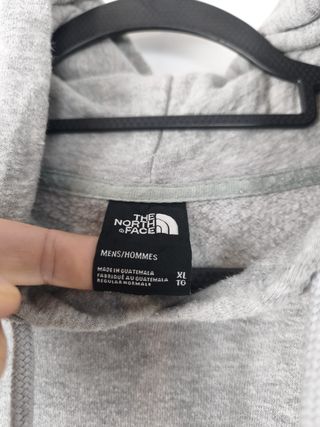 THE
NORTH
FACE
MENS/HOMMES
MADE IN GUATEMALA
FABRIQUÉ AU GUATEMALA
REGULAR/NORMALE
XL
TG